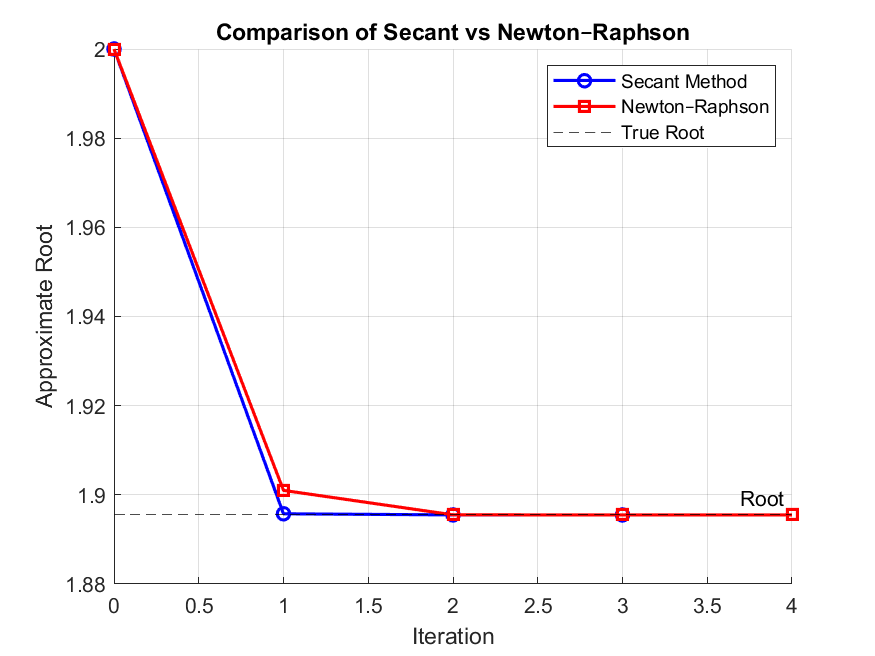 Comparison of Secant vs Newton−Raphson
Secant Method
Newton−Raphson
True Root
2
1.98
1.96
1.94
1.92
1.9
1.88
Approximate Root
Root
0
0.5
1
1.5
2
2.5
3
3.5
4
Iteration